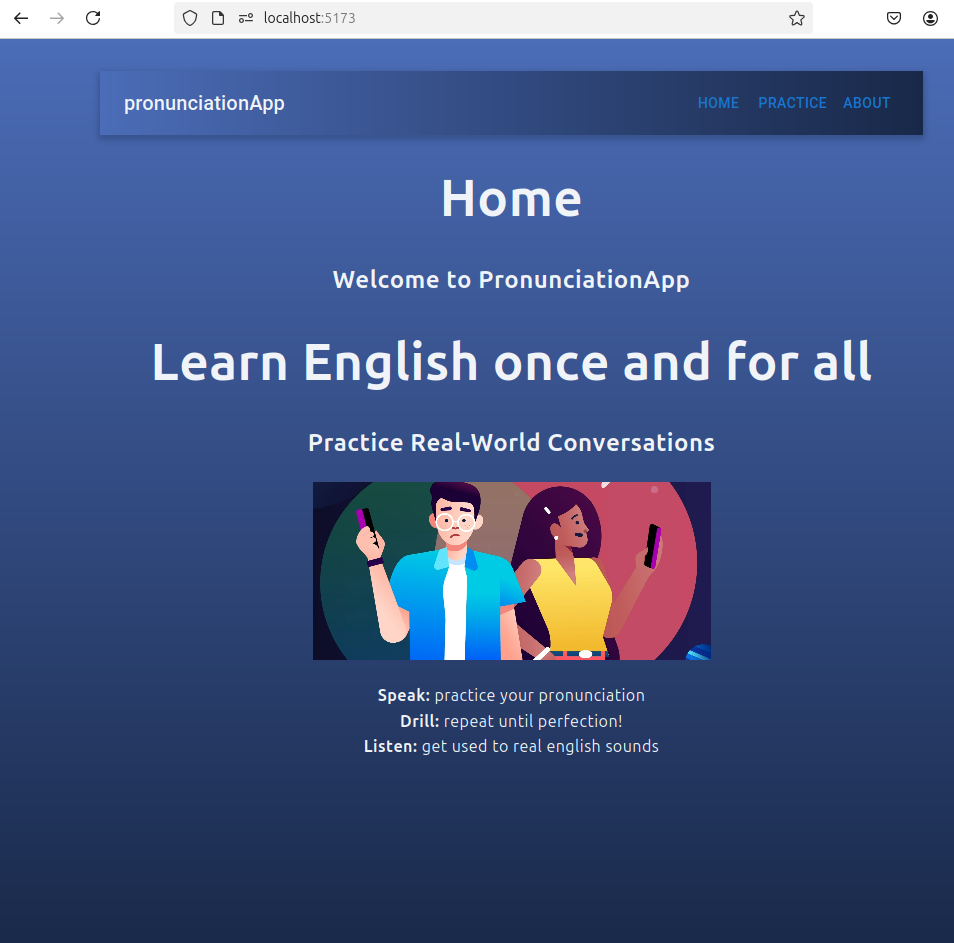 localhost:5173
pronunciationApp HOME PRACTICE ABOUT
Home
Welcome to PronunciationApp
Learn English once and for all
Practice Real-World Conversations
Speak: practice your pronunciation
Drill: repeat until perfection!
Listen: get used to real english sounds